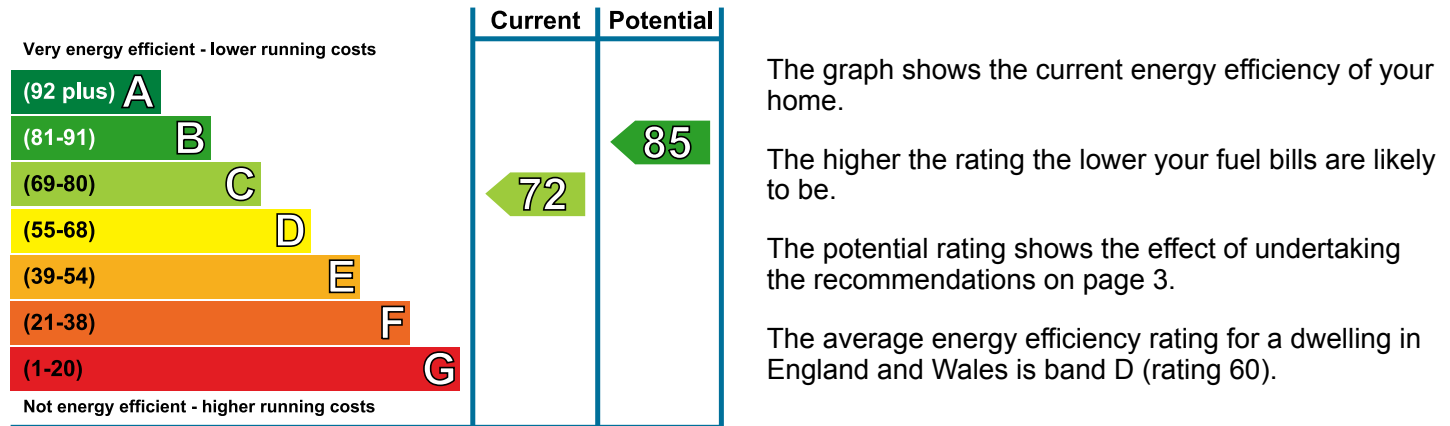 Current Potential
Very energy efficient - lower running costs
(92 plus) A
(81-91) B
85
(69-80) C
72
(55-68) D
(39-54) E
(21-38) F
(1-20) G
Not energy efficient - higher running costs
The graph shows the current energy efficiency of your
home.
The higher the rating the lower your fuel bills are likely
to be.
The potential rating shows the effect of undertaking
the recommendations on page 3.
The average energy efficiency rating for a dwelling in
England and Wales is band D (rating 60).